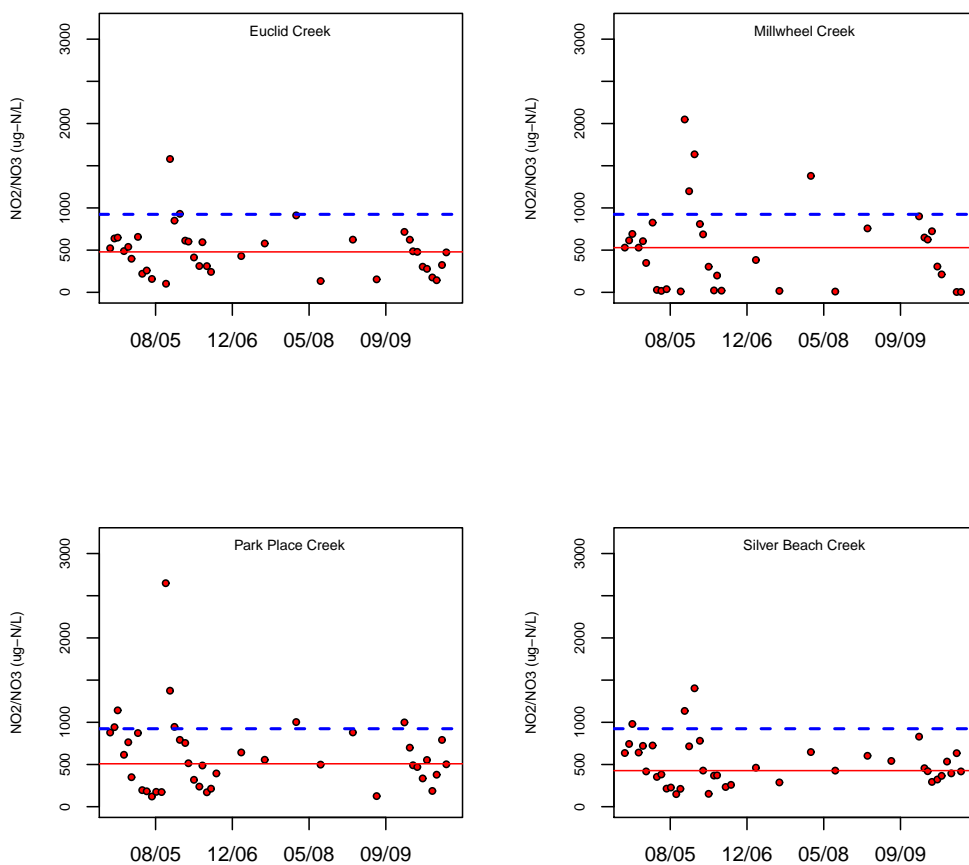 Euclid Creek
NO2/NO3 (ug−N/L)
3000
2000
1000
500
0
08/05 12/06 05/08 09/09
Millwheel Creek
NO2/NO3 (ug−N/L)
3000
2000
1000
500
0
08/05 12/06 05/08 09/09
Park Place Creek
NO2/NO3 (ug−N/L)
3000
2000
1000
500
0
08/05 12/06 05/08 09/09
Silver Beach Creek
NO2/NO3 (ug−N/L)
3000
2000
1000
500
0
08/05 12/06 05/08 09/09